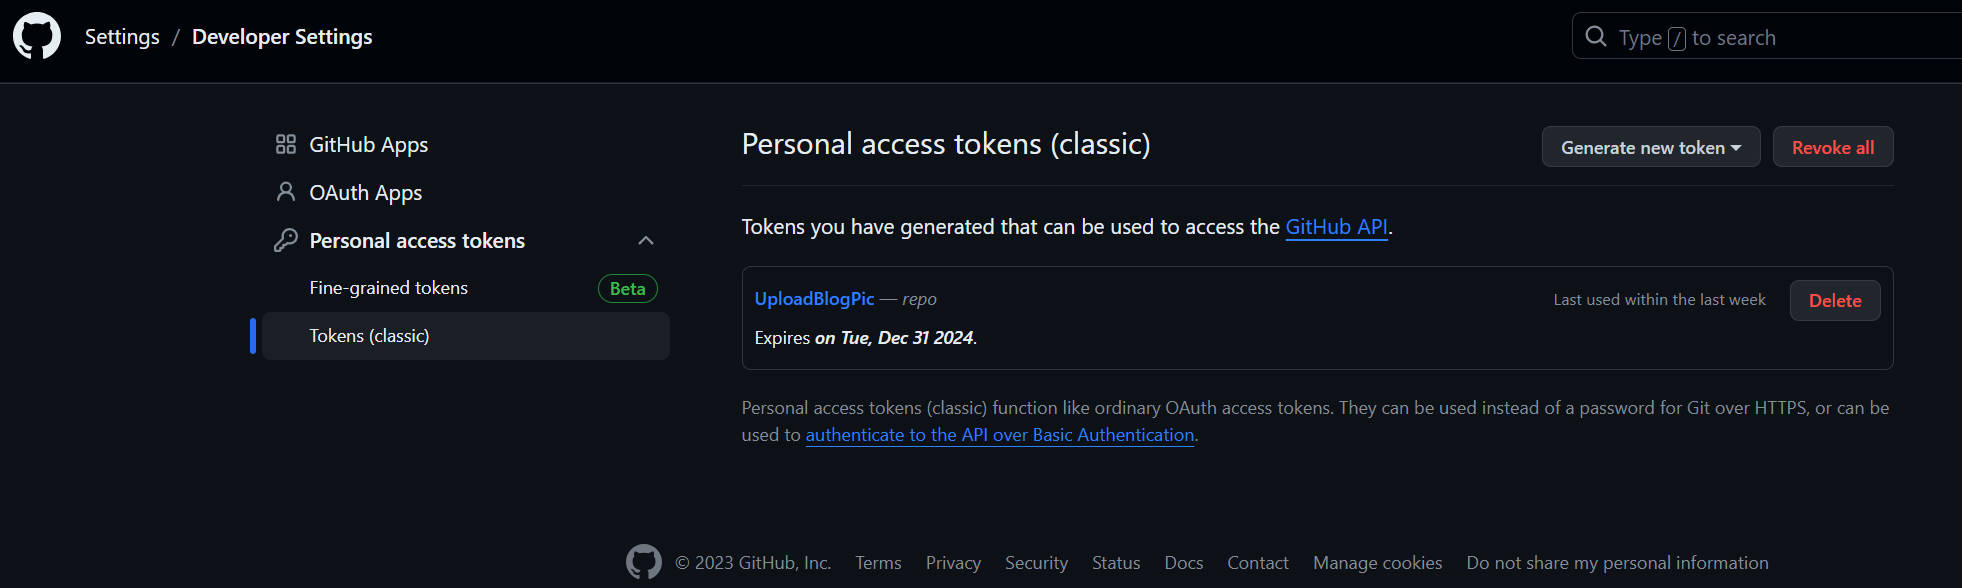 Settings / Developer Settings
Type / to search
GitHub Apps
OAuth Apps
Personal access tokens
Fine-grained tokens Beta
Tokens (classic)
Personal access tokens (classic)
Generate new token
Revoke all
Tokens you have generated that can be used to access the GitHub API.
UploadBlogPic — repo
Last used within the last week
Delete
Expires on Tue, Dec 31 2024.
Personal access tokens (classic) function like ordinary OAuth access tokens. They can be used instead of a password for Git over HTTPS, or can be
used to authenticate to the API over Basic Authentication.
© 2023 GitHub, Inc. Terms Privacy Security Status Docs Contact Manage cookies Do not share my personal information